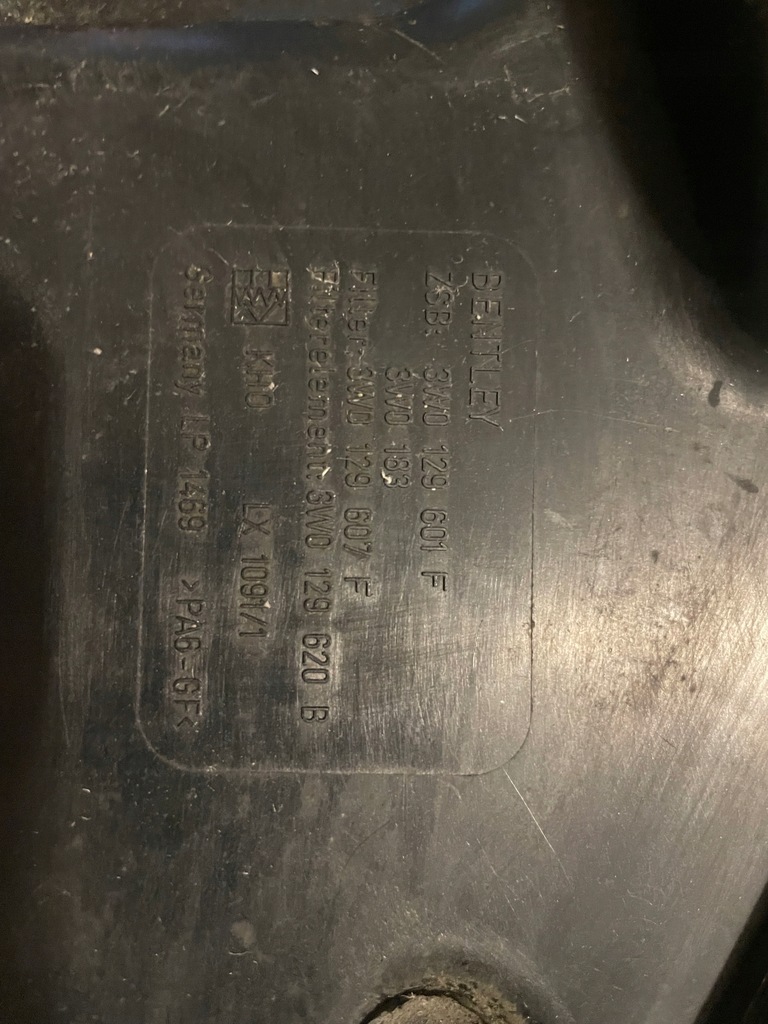 BENTLEY
ZSB: 3W0 129 601 F
3W0 183
Filter: 3W0 129 607 F
Filterelement: 3W0 129 620 B
KHO LX 1091/1
Germany LP 1469 >PA6-GF<